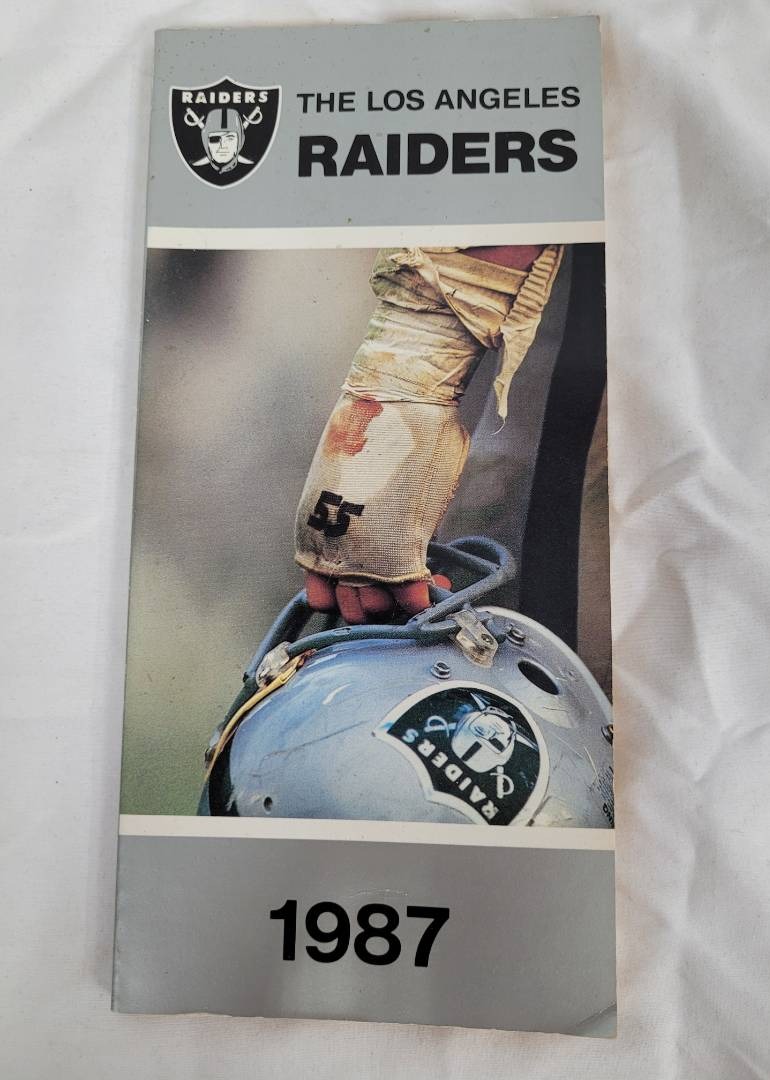 RAIDERS
THE LOS ANGELES
RAIDERS
55
RAIDERS
1987